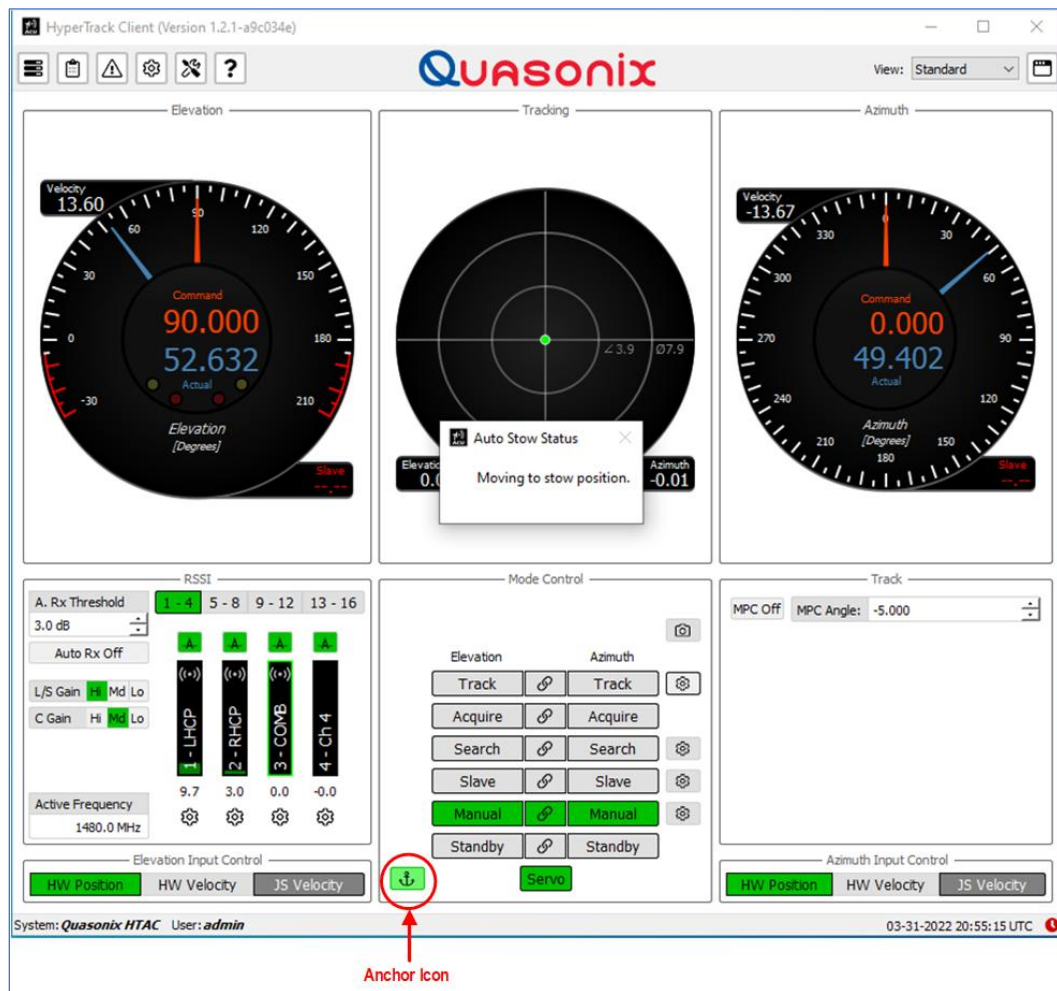 HyperTrack Client (Version 1.2.1-a9c034e)
?
Quasonix
View: Standard
Elevation
Velocity
13.60
-30
0
30
60
90
120
150
180
210
Command
90.000
52.632
Actual
Elevation
[Degrees]
Slave
--.--
Tracking
∠3.9 Ø7.9
Elevatio
0.0
Azimuth
-0.01
Auto Stow Status
Moving to stow position.
Azimuth
Velocity
-13.67
0
30
60
90
120
150
180
210
240
270
300
330
Command
0.000
49.402
Actual
Azimuth
[Degrees]
Slave
--.--
RSSI
A. Rx Threshold
3.0 dB
Auto Rx Off
L/S Gain Hi Md Lo
C Gain Hi Md Lo
Active Frequency
1480.0 MHz
1 - 4 5 - 8 9 - 12 13 - 16
A A A A
1 - LHCP
2 - RHCP
3 - COMB
4 - Ch 4
9.7 3.0 0.0 -0.0
Mode Control
Elevation Azimuth
Track Track
Acquire Acquire
Search Search
Slave Slave
Manual Manual
Standby Standby
Servo
Track
MPC Off MPC Angle: -5.000
Elevation Input Control
HW Position HW Velocity JS Velocity
Azimuth Input Control
HW Position HW Velocity JS Velocity
System: Quasonix HTAC User: admin
03-31-2022 20:55:15 UTC
Anchor Icon